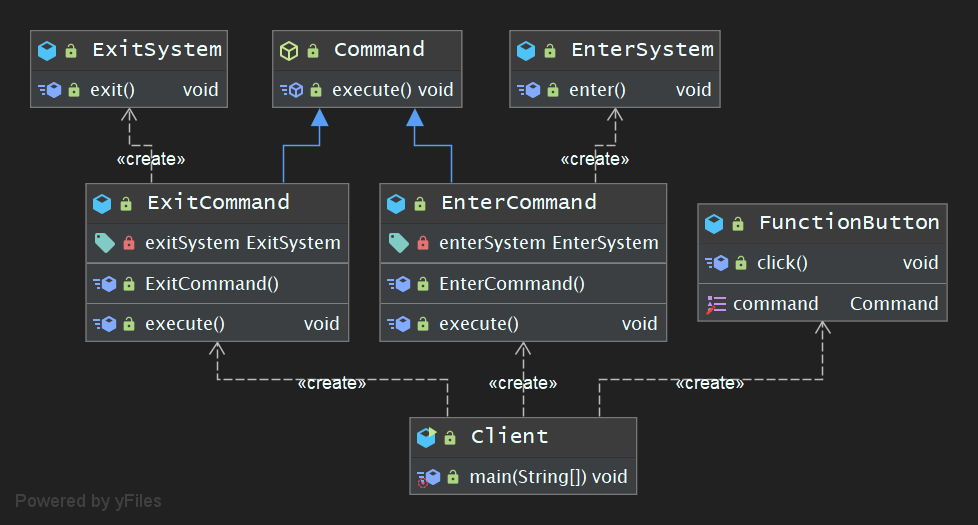 ExitSystem
exit() void
Command
execute() void
EnterSystem
enter() void
«create»
«create»
ExitCommand
exitSystem ExitSystem
ExitCommand()
execute() void
EnterCommand
enterSystem EnterSystem
EnterCommand()
execute() void
FunctionButton
click() void
command Command
«create»
«create»
«create»
Client
main(String[]) void
Powered by yFiles